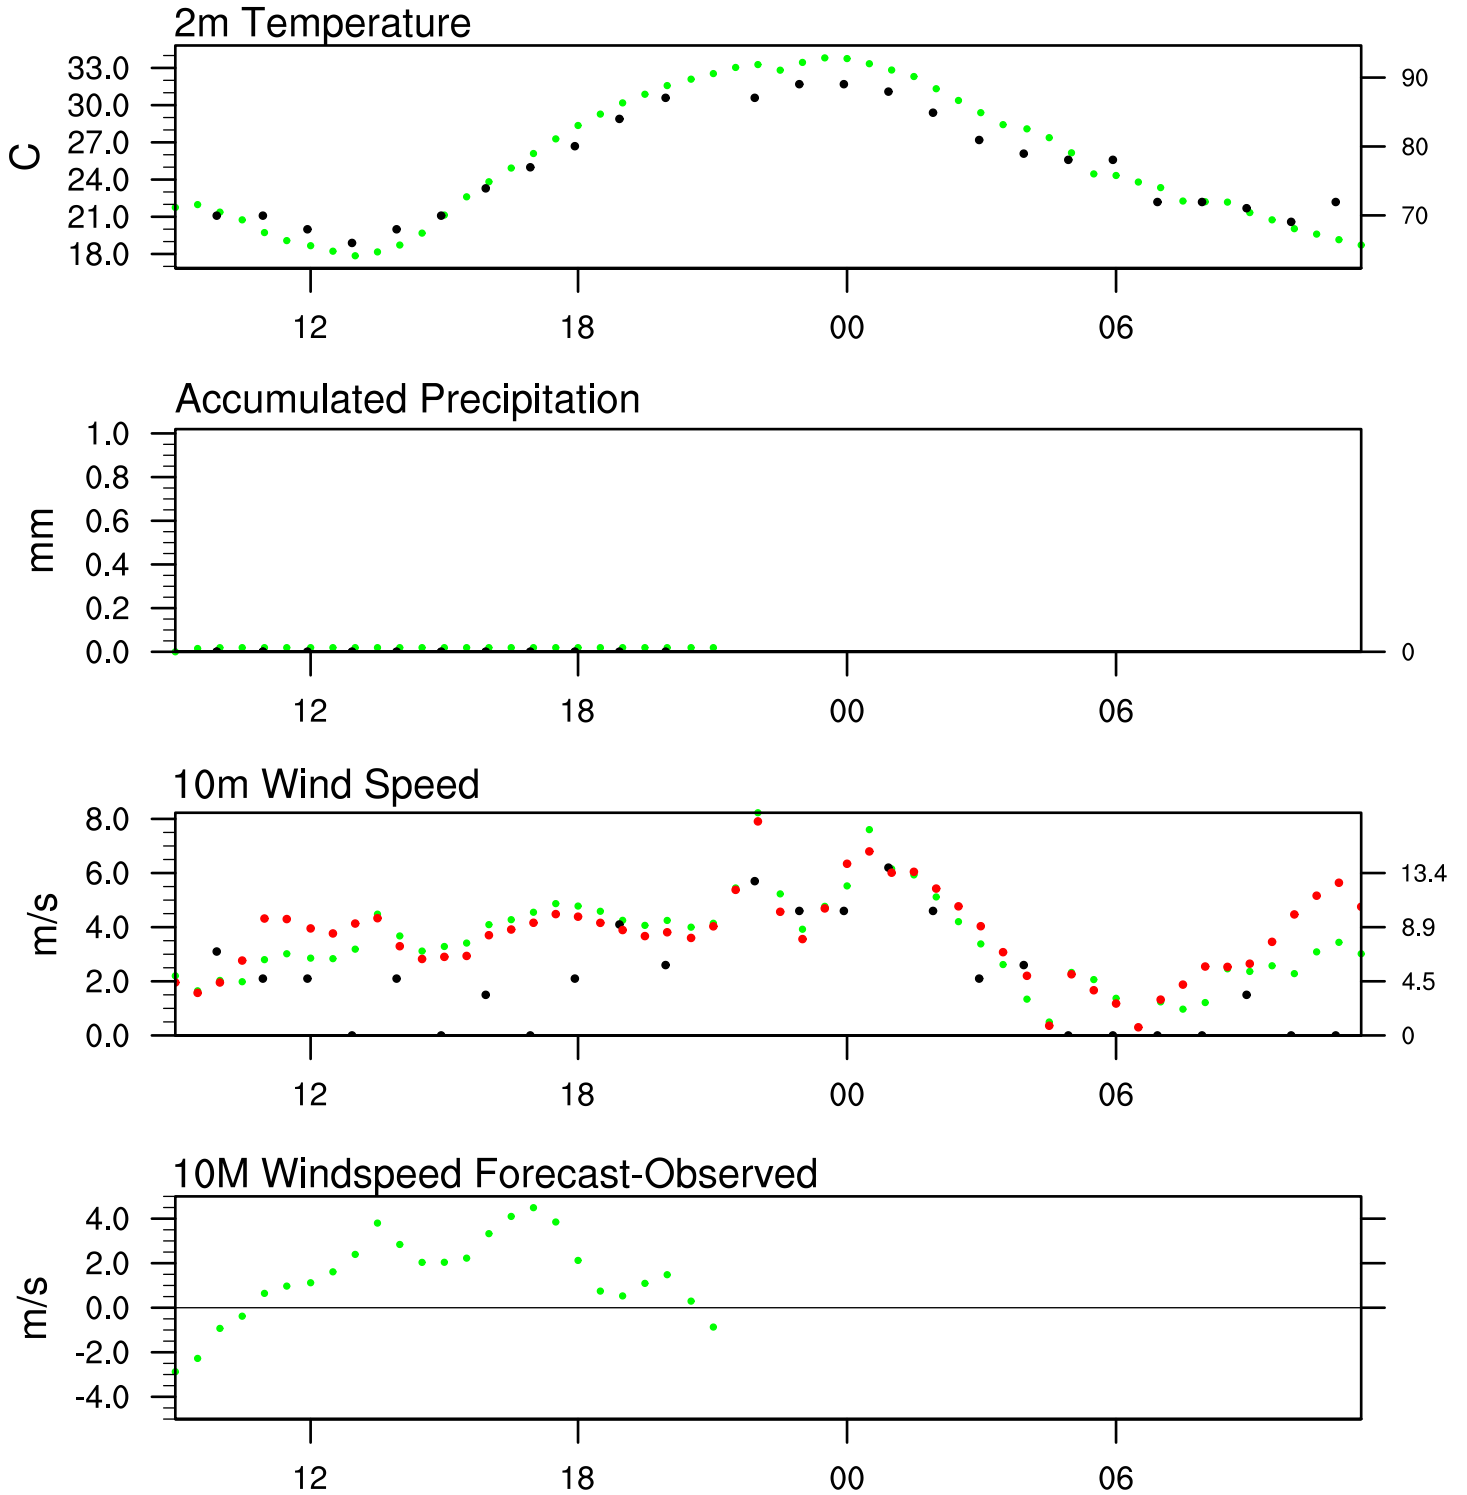 2m Temperature
33.0
30.0
27.0
24.0
21.0
18.0
C
90
80
70
12 18 00 06
Accumulated Precipitation
1.0
0.8
0.6
0.4
0.2
0.0
mm
0
12 18 00 06
10m Wind Speed
8.0
6.0
4.0
2.0
0.0
m/s
13.4
8.9
4.5
0
12 18 00 06
10M Windspeed Forecast-Observed
4.0
2.0
0.0
-2.0
-4.0
m/s
12 18 00 06